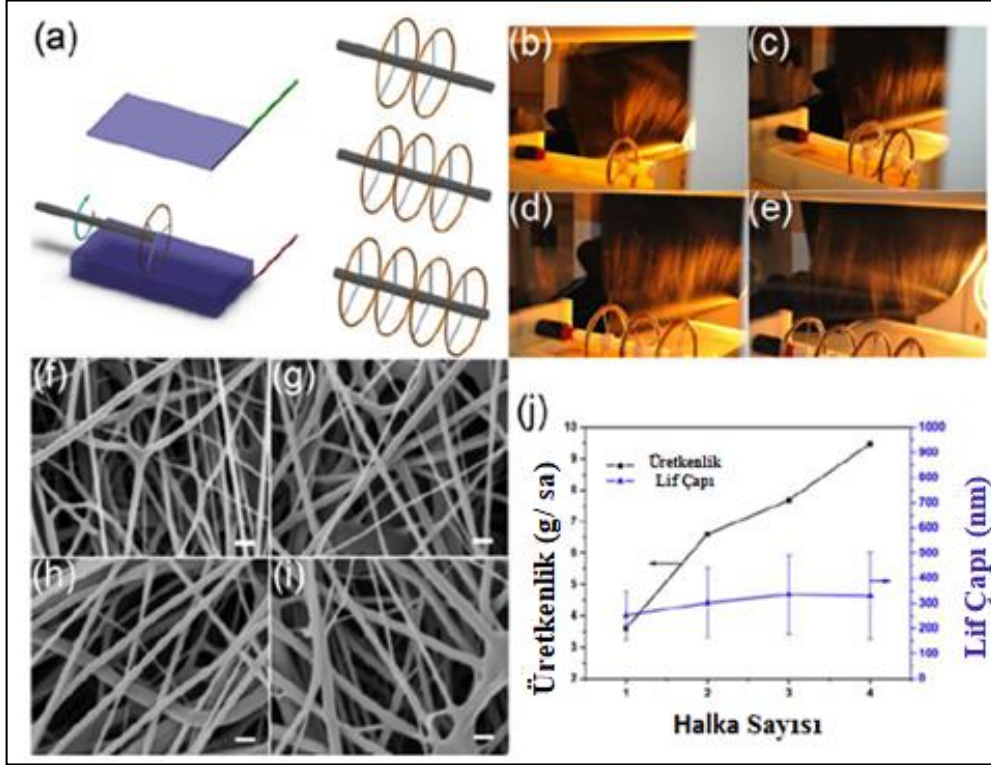 (a)
(b)
(c)
(d)
(e)
(f)
(g)
(h)
(i)
(j)
Üretkenlik (g/ sa)
10
9
8
7
6
5
4
3
2
Üretkenlik
Lif Çapı
1000
900
800
700
600
500
400
300
200
100
0
Lif Çapı (nm)
1 2 3 4
Halka Sayısı